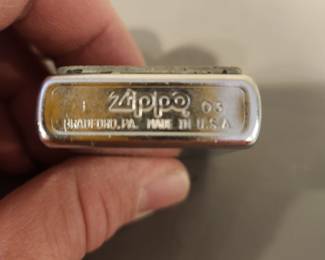 Zippo 03
BRADFORD, PA. MADE IN U.S.A